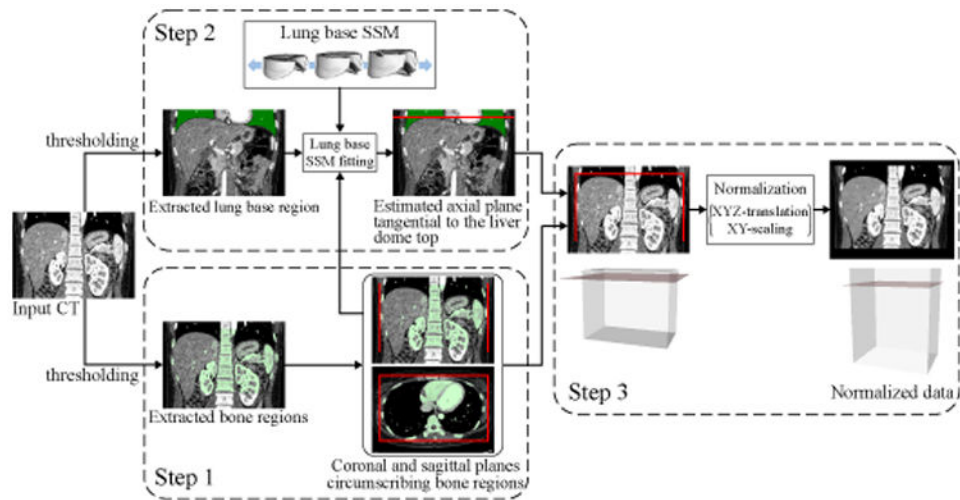 Step 2
Lung base SSM
thresholding
Lung base
SSM fitting
Extracted lung base region
Estimated axial plane
tangential to the liver
dome top
Input CT
thresholding
Extracted bone regions
Coronal and sagittal planes
circumscribing bone regions
Step 1
Normalization
XYZ-translation
XY-scaling
Step 3
Normalized data